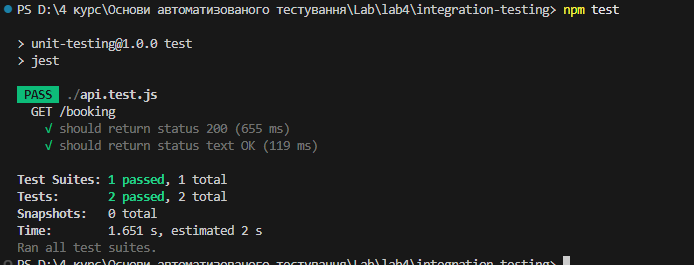 PS D:\4 курс\Основи автоматизованого тестування\Lab\lab4\integration-testing> npm test
> unit-testing@1.0.0 test
> jest
PASS ./api.test.js
GET /booking
√ should return status 200 (655 ms)
√ should return status text OK (119 ms)
Test Suites: 1 passed, 1 total
Tests: 2 passed, 2 total
Snapshots: 0 total
Time: 1.651 s, estimated 2 s
Ran all test suites.
PS D:\4 курс\Основи автоматизованого тестування\Lab\lab4\integration-testing>